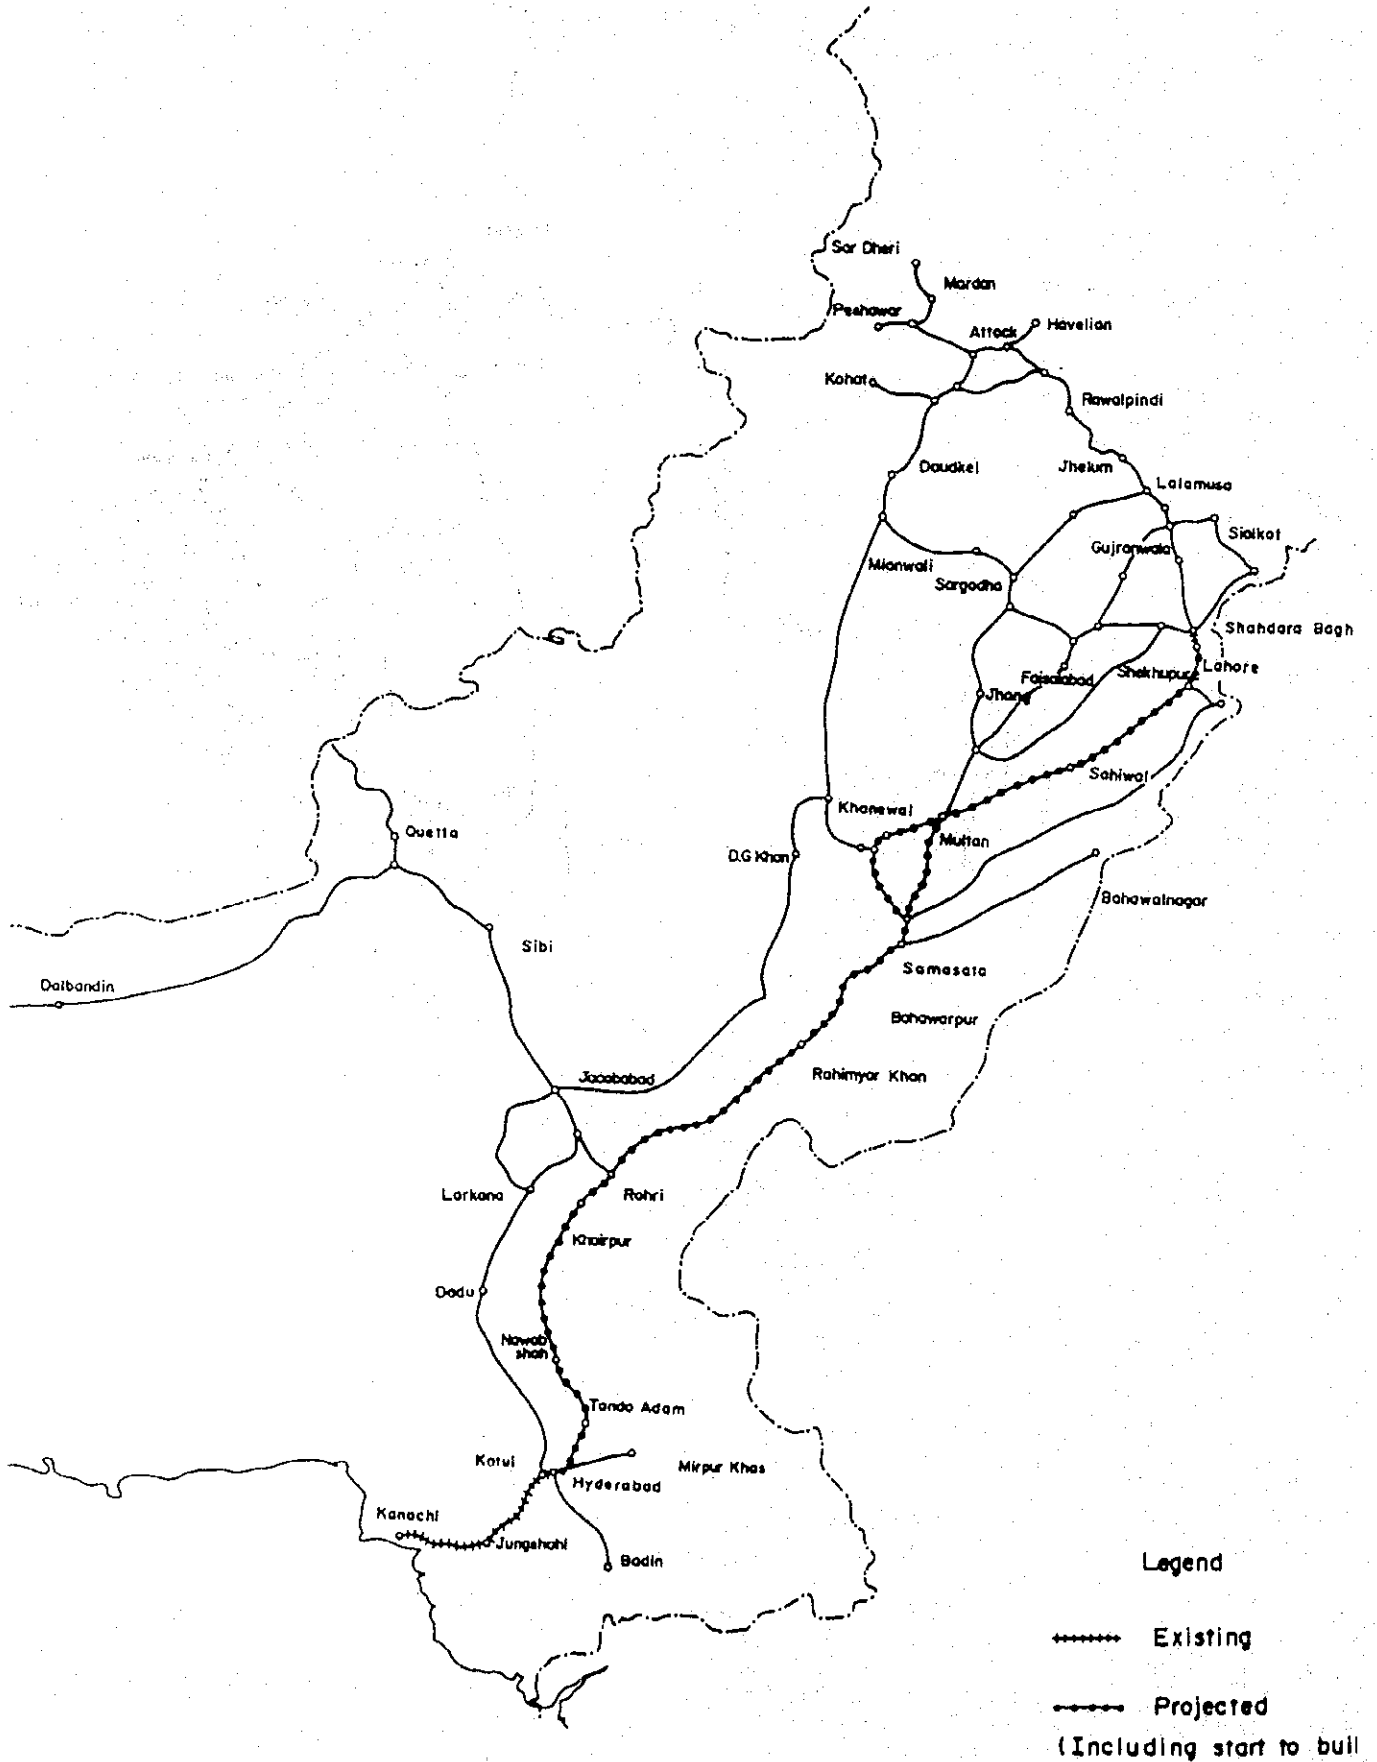 Sar Dheri
Mardan
Peshawar
Attock
Havelian
Kohat
Rawalpindi
Daudkel
Jhelum
Lalamusa
Sialkot
Gujranwala
Mianwali
Sargodha
Shahdara Bagh
Lahore
Shekhupura
Faisalabad
Jhang
Sahiwal
Khanewal
Quetta
Multan
D.G Khan
Bahawalnagar
Sibi
Samasata
Dalbandin
Bahawarpur
Jacobabad
Rahimyar Khan
Larkana
Rohri
Khairpur
Dadu
Nawab
shah
Tando Adam
Kotui
Mirpur Khas
Hyderabad
Kanachi
Jungshahi
Badin
Legend
Existing
Projected
(Including start to buil